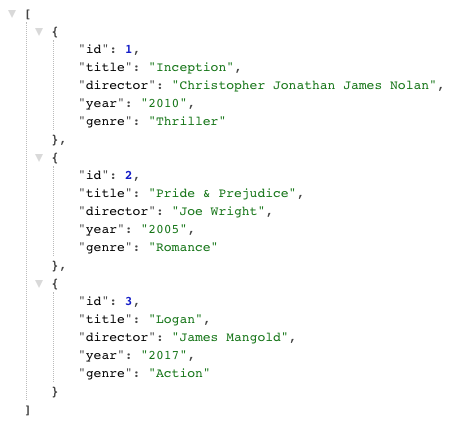 [
{
"id": 1,
"title": "Inception",
"director": "Christopher Jonathan James Nolan",
"year": "2010",
"genre": "Thriller"
},
{
"id": 2,
"title": "Pride & Prejudice",
"director": "Joe Wright",
"year": "2005",
"genre": "Romance"
},
{
"id": 3,
"title": "Logan",
"director": "James Mangold",
"year": "2017",
"genre": "Action"
}
]